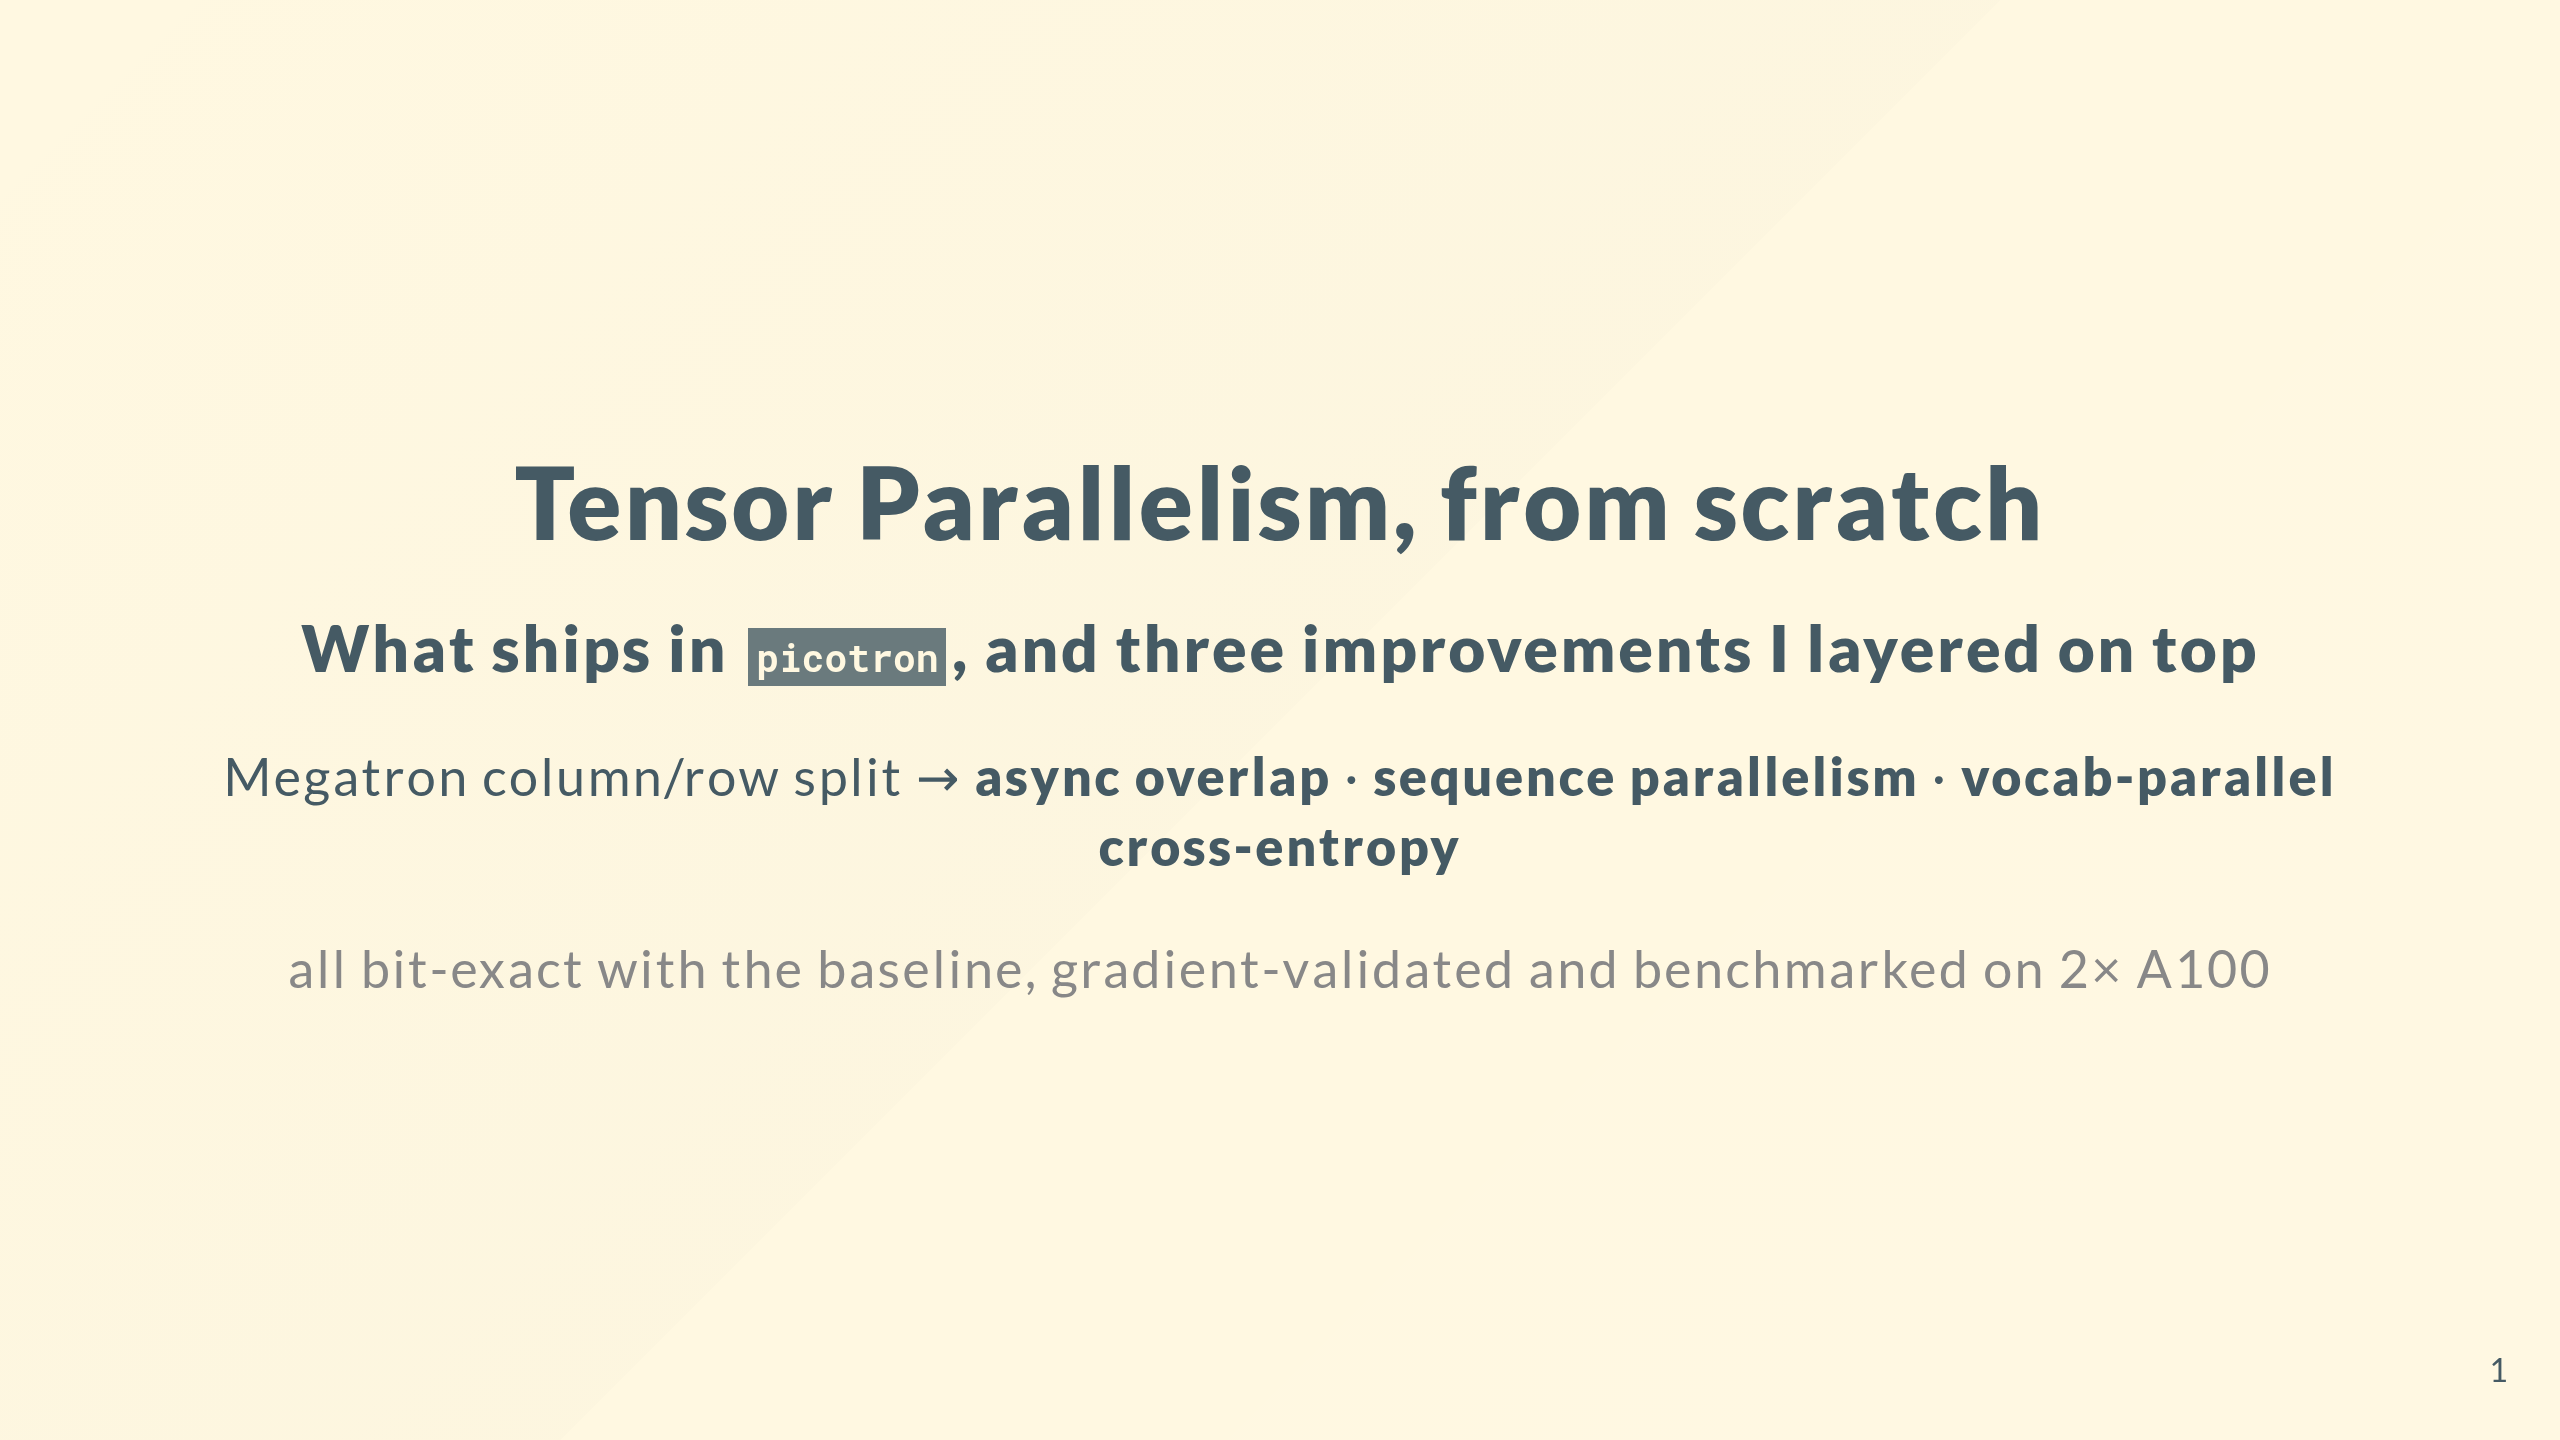 Tensor Parallelism, from scratch
What ships in picotron, and three improvements I layered on top
Megatron column/row split → async overlap · sequence parallelism · vocab-parallel
cross-entropy
all bit-exact with the baseline, gradient-validated and benchmarked on 2× A100
1